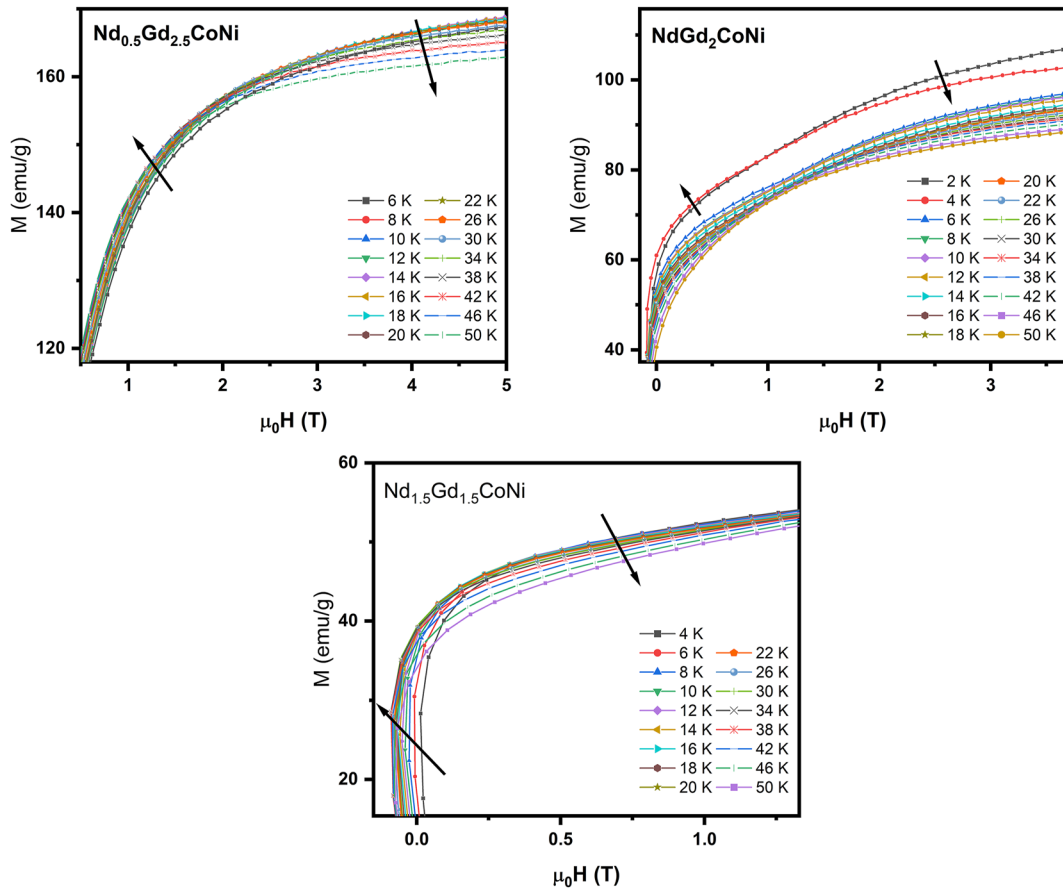 Nd₀.₅Gd₂.₅CoNi
160
140
120
M (emu/g)
6 K 22 K
8 K 26 K
10 K 30 K
12 K 34 K
14 K 38 K
16 K 42 K
18 K 46 K
20 K 50 K
1 2 3 4 5
μ₀H (T)
NdGd₂CoNi
100
80
60
40
M (emu/g)
2 K 20 K
4 K 22 K
6 K 26 K
8 K 30 K
10 K 34 K
12 K 38 K
14 K 42 K
16 K 46 K
18 K 50 K
0 1 2 3
μ₀H (T)
Nd₁.₅Gd₁.₅CoNi
60
40
20
M (emu/g)
4 K
6 K 22 K
8 K 26 K
10 K 30 K
12 K 34 K
14 K 38 K
16 K 42 K
18 K 46 K
20 K 50 K
0.0 0.5 1.0
μ₀H (T)